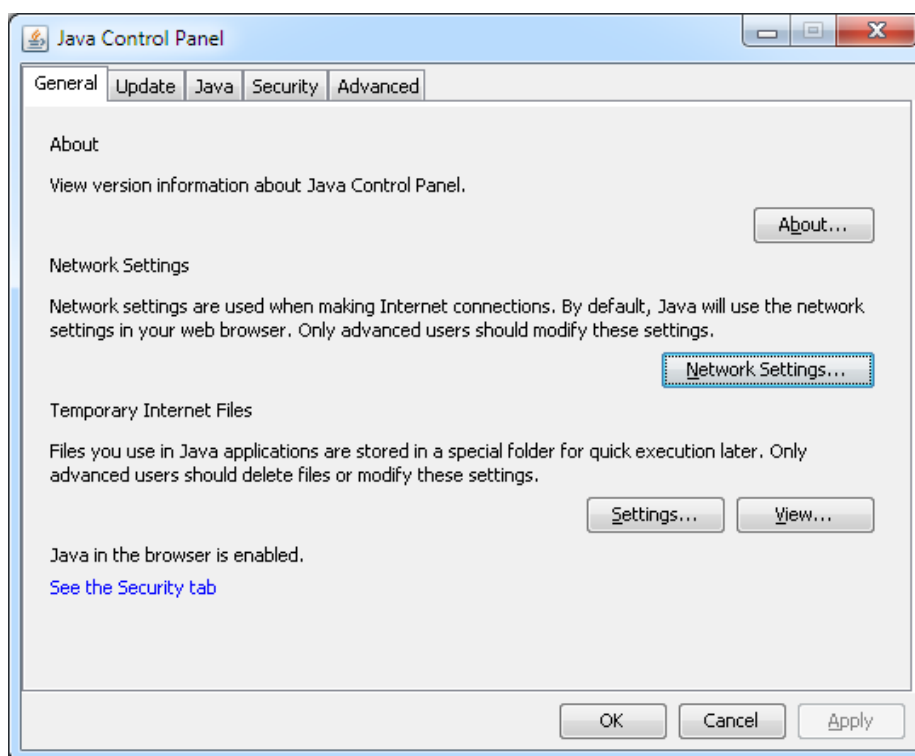 Java Control Panel
General Update Java Security Advanced
About
View version information about Java Control Panel.
About...
Network Settings
Network settings are used when making Internet connections. By default, Java will use the network
settings in your web browser. Only advanced users should modify these settings.
Network Settings...
Temporary Internet Files
Files you use in Java applications are stored in a special folder for quick execution later. Only
advanced users should delete files or modify these settings.
Settings... View...
Java in the browser is enabled.
See the Security tab
OK Cancel Apply